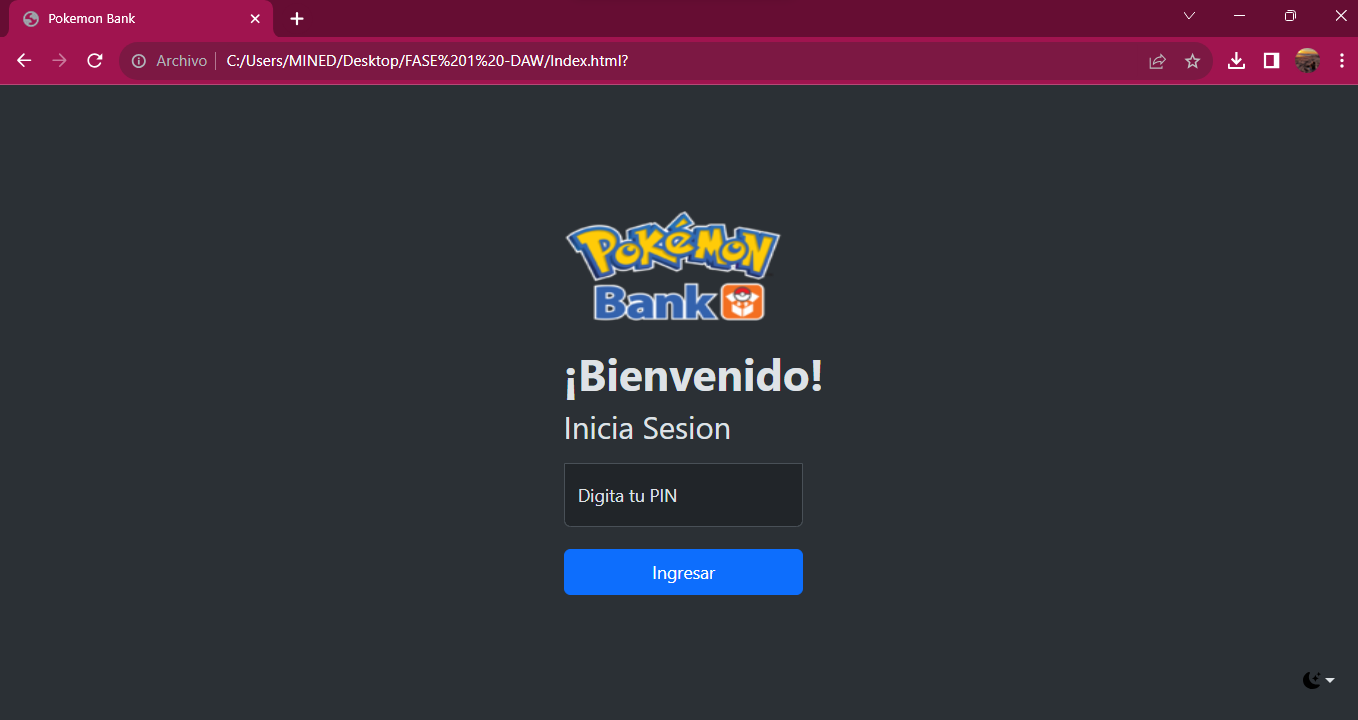 Pokemon Bank
Archivo C:/Users/MINED/Desktop/FASE%201%20-DAW/Index.html?
POKéMON
Bank
¡Bienvenido!
Inicia Sesion
Digita tu PIN
Ingresar